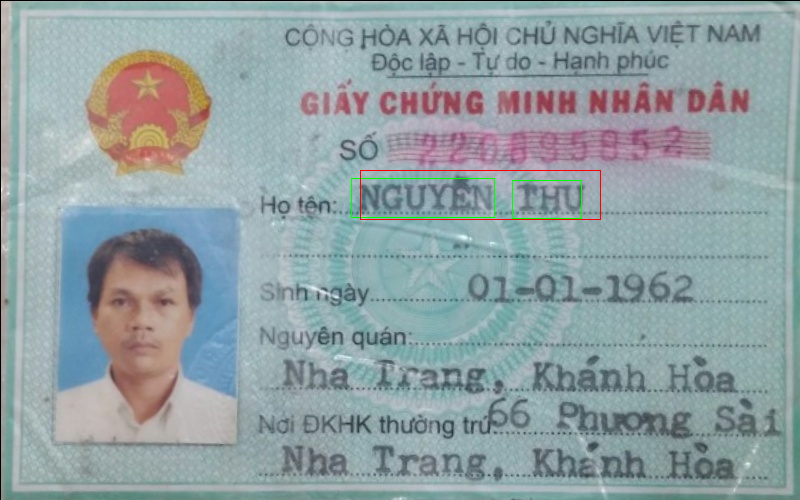 CỘNG HÒA XÃ HỘI CHỦ NGHĨA VIỆT NAM
Độc lập - Tự do - Hạnh phúc
GIẤY CHỨNG MINH NHÂN DÂN
SỐ 220895852
Họ tên: NGUYỄN THU
Sinh ngày 01-01-1962
Nguyên quán:
Nha Trang, Khánh Hòa
Nơi ĐKHK thường trú 66 Phương Sài
Nha Trang, Khánh Hòa